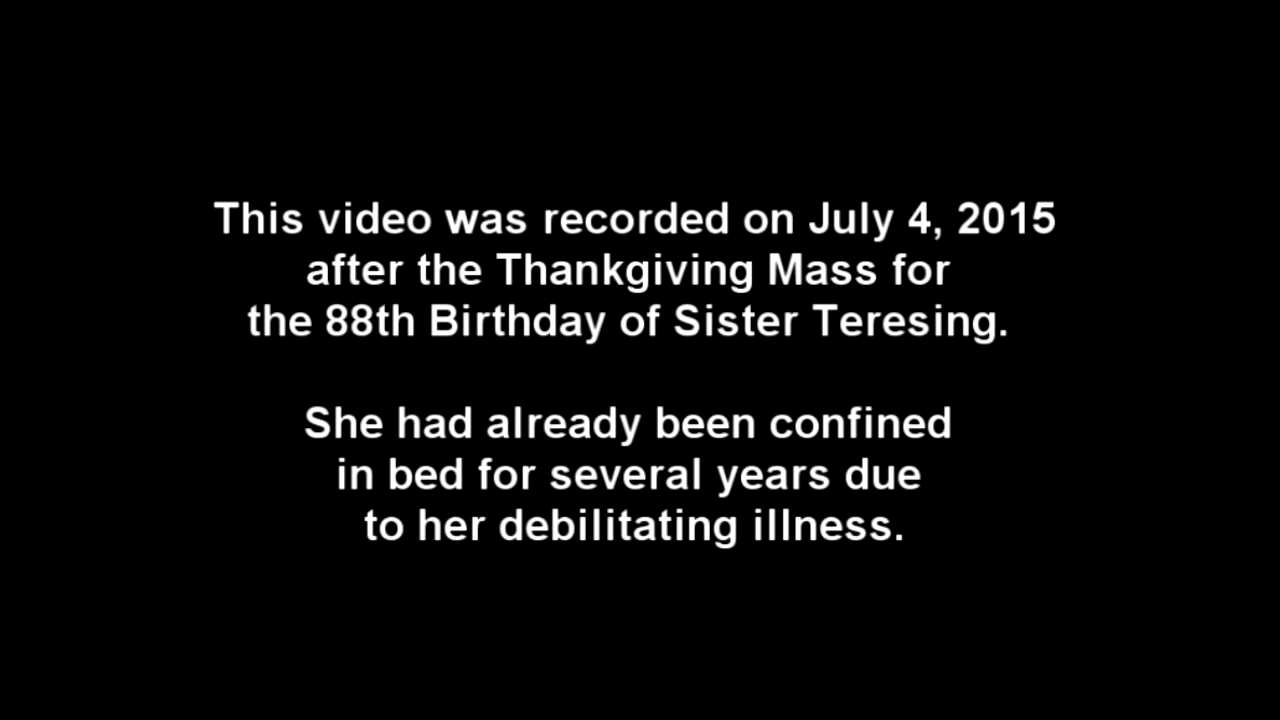 This video was recorded on July 4, 2015
after the Thankgiving Mass for
the 88th Birthday of Sister Teresing.
She had already been confined
in bed for several years due
to her debilitating illness.